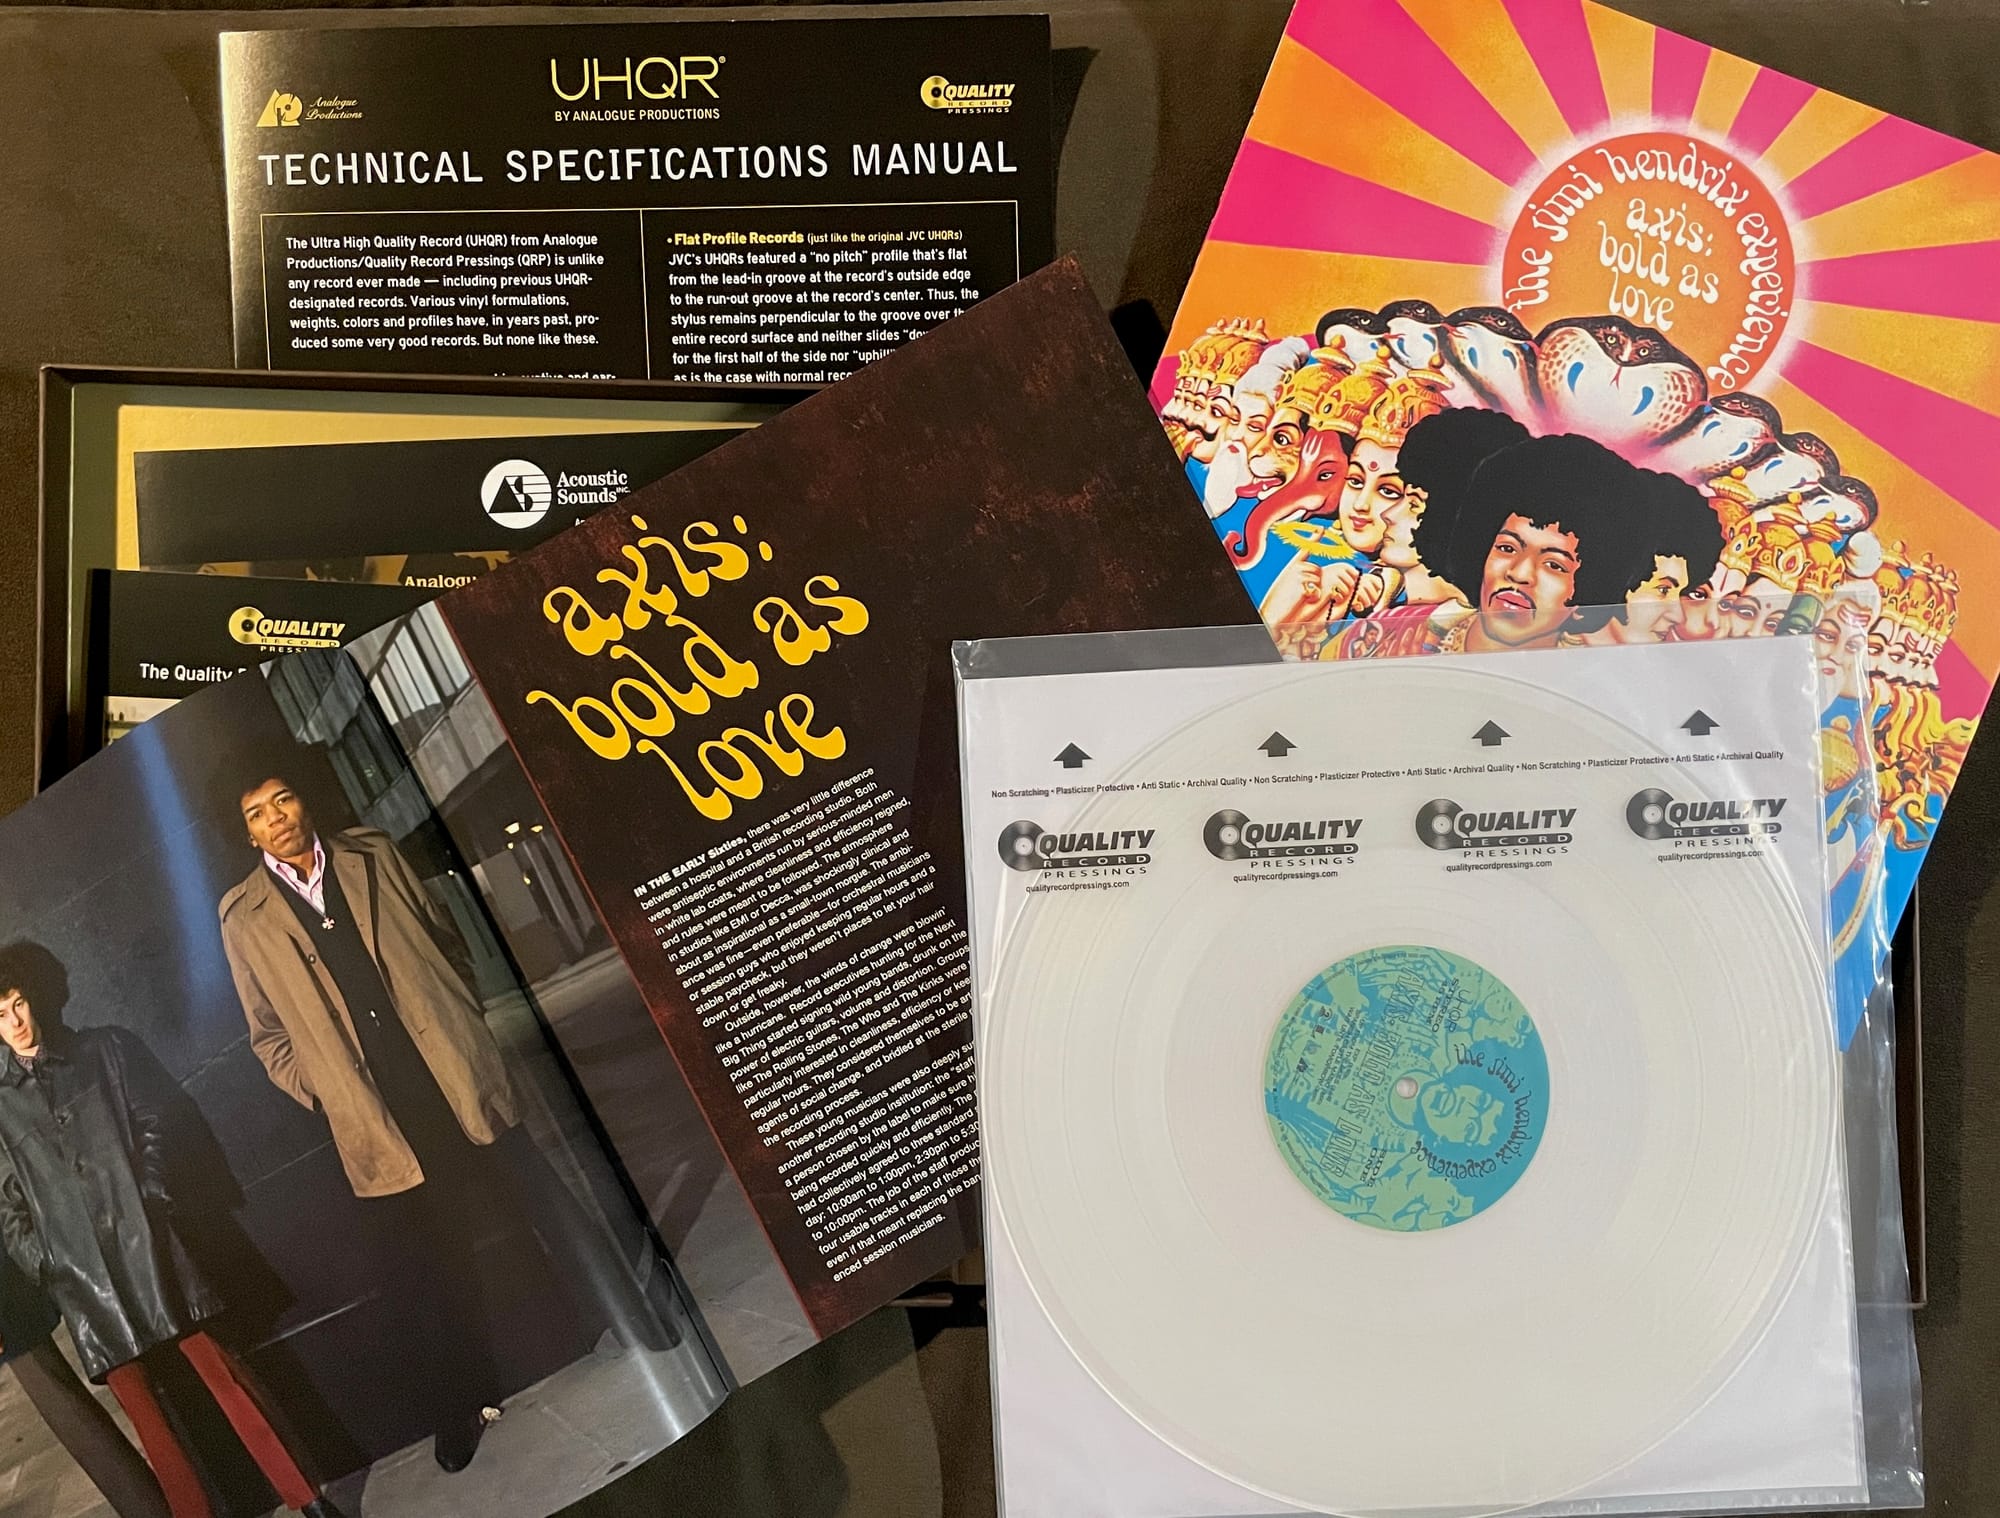 UHQR®
BY ANALOGUE PRODUCTIONS
Analogue
Productions
QUALITY
RECORD
PRESSINGS
TECHNICAL SPECIFICATIONS MANUAL
The Ultra High Quality Record (UHQR) from Analogue
Productions/Quality Record Pressings (QRP) is unlike
any record ever made — including previous UHQR-
designated records. Various vinyl formulations,
weights, colors and profiles have, in years past, pro-
duced some very good records. But none like these.
• Flat Profile Records (just like the original JVC UHQRs)
JVC's UHQRs featured a "no pitch" profile that's flat
from the lead-in groove at the record's outside edge
to the run-out groove at the record's center. Thus, the
stylus remains perpendicular to the groove over
entire record surface and neither slides
for the first half of the side nor "uphill"
as is the case with normal
the jimi hendrix experience
axis:
bold as
love
AS
Acoustic
Sounds INC.
QUALITY
RECORD
The Quality
axis:
bold as
love
IN THE EARLY Sixties, there was very little difference
between a hospital and a British recording studio. Both
were antiseptic environments run by serious-minded men
in white lab coats, where cleanliness and efficiency reigned,
and rules were meant to be followed. The atmosphere
in studios like EMI or Decca, was shockingly clinical and
about as inspirational as a small-town morgue. The ambi-
ance was fine—even preferable—for orchestral musicians
or session guys who enjoyed keeping regular hours and a
stable paycheck, but they weren't places to let your hair
down or get freaky.
Outside, however, the winds of change were blowin'
like a hurricane. Record executives hunting for the Next
Big Thing started signing wild young bands, drunk on the
power of electric guitars, volume and distortion. Groups
like The Rolling Stones, The Who and The Kinks were
particularly interested in cleanliness, efficiency or
regular hours. They considered themselves to be
agents of social change, and bridled at the sterile
the recording process.
These young musicians were also deeply
another recording studio institution: the
a person chosen by the label to make sure
being recorded quickly and efficiently. The
had collectively agreed to three standard
day: 10:00am to 1:00pm, 2:30pm to
to 10:00pm. The job of the staff
four usable tracks in each of those
even if that meant replacing the
enced session musicians.
Non Scratching • Plasticizer Protective • Anti Static • Archival Quality • Non Scratching • Plasticizer Protective • Anti Static • Archival Quality • Non Scratching • Plasticizer Protective • Anti Static • Archival Quality
QUALITY
RECORD
PRESSINGS
qualityrecordpressings.com
QUALITY
RECORD
PRESSINGS
qualityrecordpressings.com
QUALITY
RECORD
PRESSINGS
qualityrecordpressings.com
QUALITY
RECORD
PRESSINGS
qualityrecordpressings.com
the jimi hendrix experience
AXIS: BOLD AS LOVE
UHQR
STEREO
SIDE
ONE